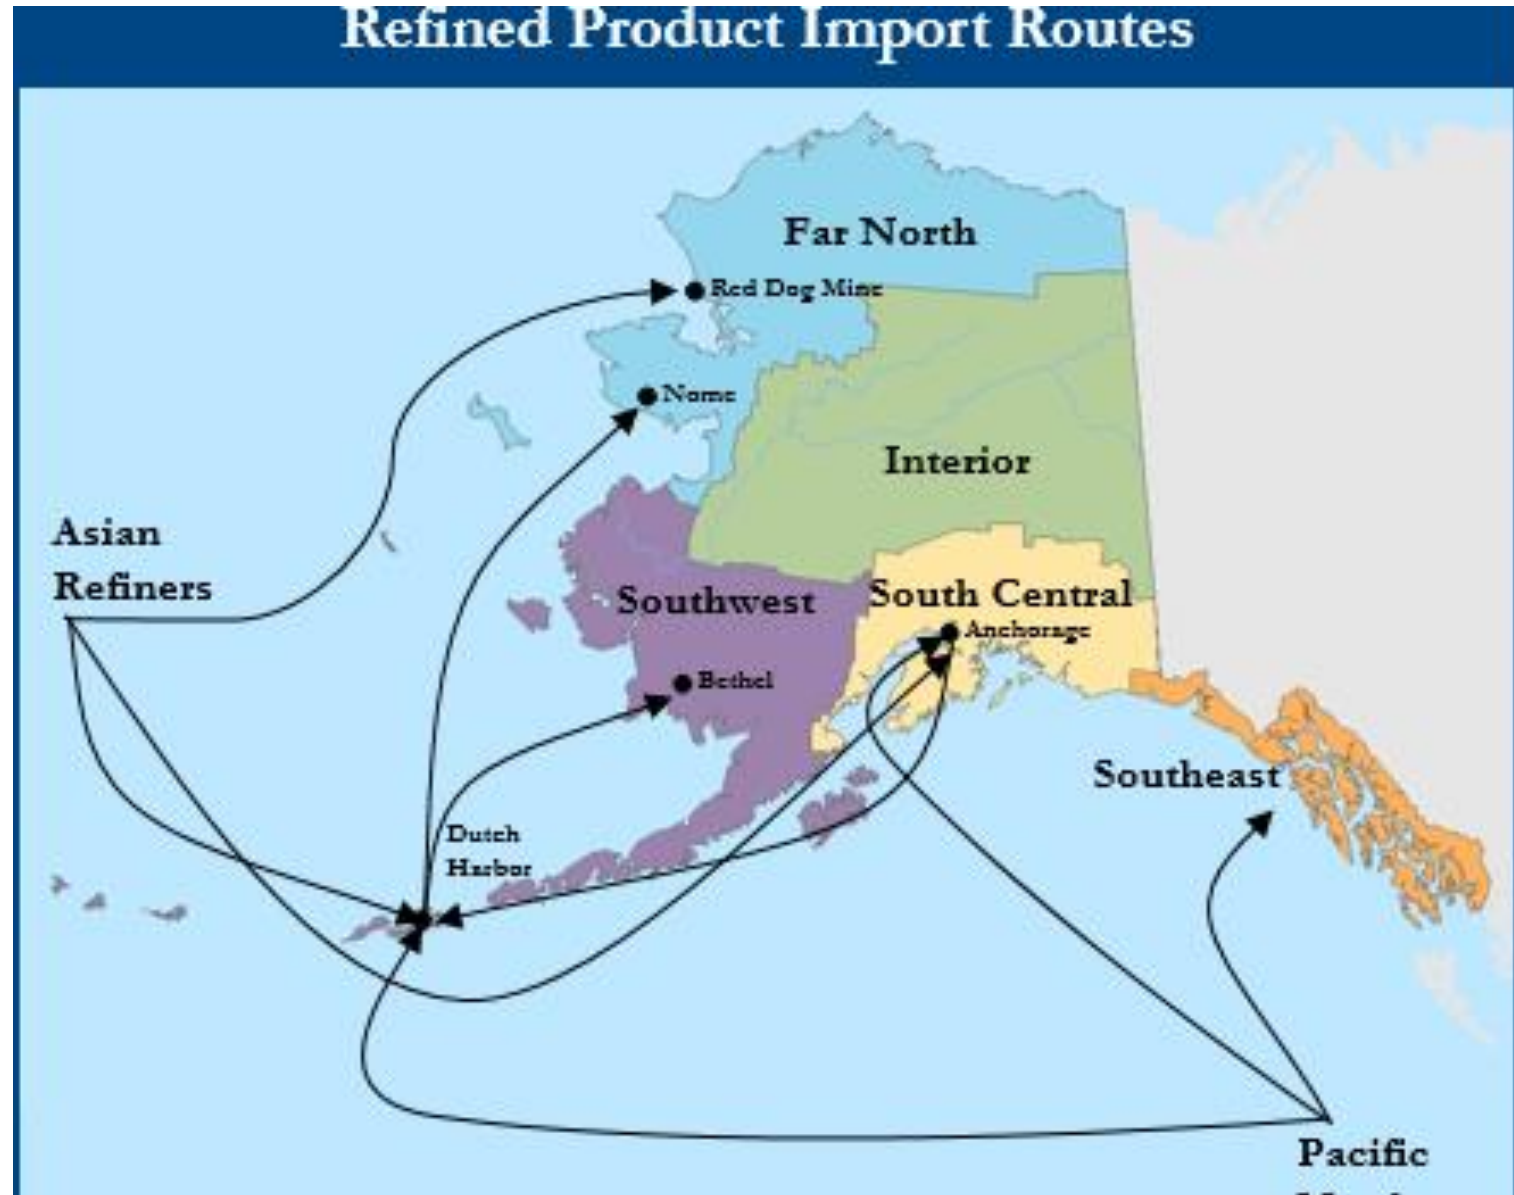 Refined Product Import Routes
Far North
Red Dog Mine
Nome
Interior
Asian
Refiners
Southwest
South Central
Anchorage
Bethel
Southeast
Dutch
Harbor
Pacific